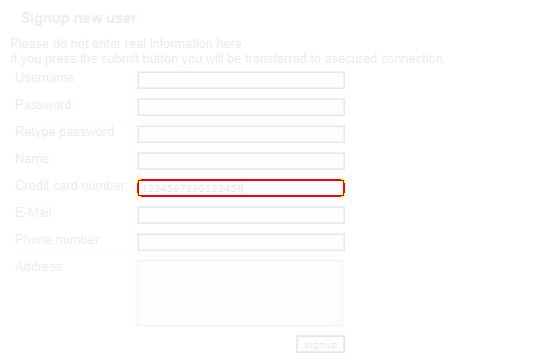 Signup new user
Please do not enter real information here.
If you press the submit button you will be transferred to asecured connection.
Username:
Password:
Retype password:
Name:
Credit card number: 1234567890123456
E-Mail:
Phone number:
Address:
signup